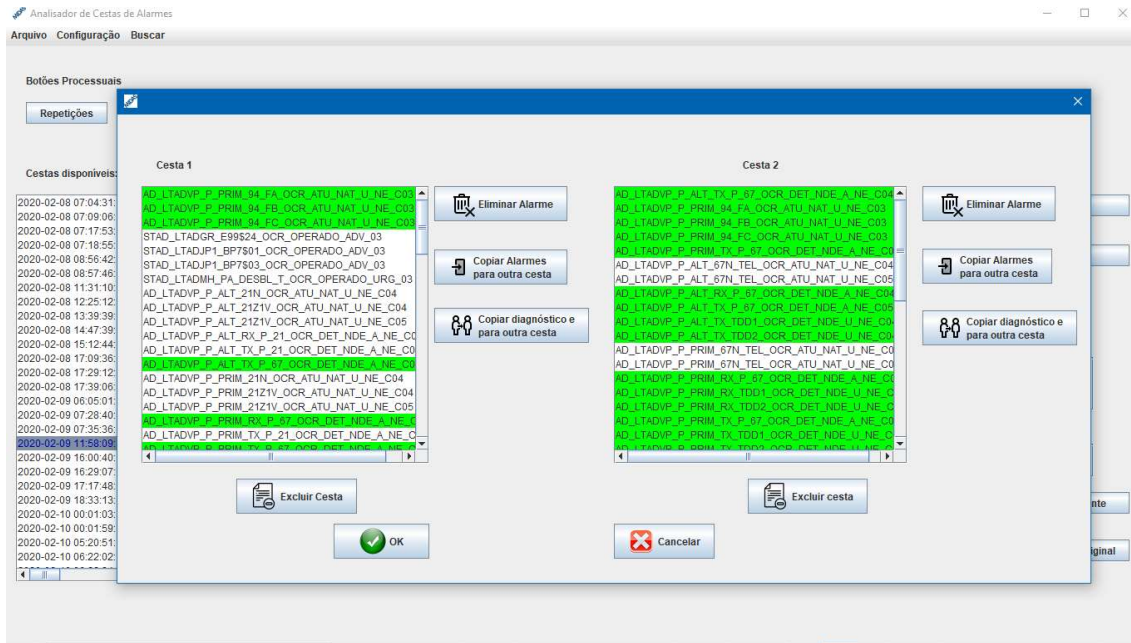 Analisador de Cestas de Alarmes
Arquivo Configuração Buscar
Botões Processuais
Repetições
Cestas disponíveis:
2020-02-08 07:04:31:
2020-02-08 07:09:06:
2020-02-08 07:17:53:
2020-02-08 07:18:55:
2020-02-08 08:56:42:
2020-02-08 08:57:46:
2020-02-08 11:31:10:
2020-02-08 12:25:12:
2020-02-08 13:39:39:
2020-02-08 14:47:39:
2020-02-08 15:12:44:
2020-02-08 17:09:36:
2020-02-08 17:29:12:
2020-02-08 17:39:06:
2020-02-09 06:05:01:
2020-02-09 07:28:40:
2020-02-09 07:35:36:
2020-02-09 11:58:09:
2020-02-09 16:00:40:
2020-02-09 16:29:07:
2020-02-09 17:17:48:
2020-02-09 18:33:13:
2020-02-10 00:01:03:
2020-02-10 00:01:59:
2020-02-10 05:20:51:
2020-02-10 06:22:02:
Cesta 1
AD_LTADVP_P_PRIM_94_FA_OCR_ATU_NAT_U_NE_C03
AD_LTADVP_P_PRIM_94_FB_OCR_ATU_NAT_U_NE_C03
AD_LTADVP_P_PRIM_94_FC_OCR_ATU_NAT_U_NE_C03
STAD_LTADGR_E99$24_OCR_OPERADO_ADV_03
STAD_LTADJP1_BP7$01_OCR_OPERADO_ADV_03
STAD_LTADJP1_BP7$03_OCR_OPERADO_ADV_03
STAD_LTADMH_PA_DESBL_T_OCR_OPERADO_URG_03
AD_LTADVP_P_ALT_21N_OCR_ATU_NAT_U_NE_C04
AD_LTADVP_P_ALT_21Z1V_OCR_ATU_NAT_U_NE_C04
AD_LTADVP_P_ALT_21Z1V_OCR_ATU_NAT_U_NE_C05
AD_LTADVP_P_ALT_RX_P_21_OCR_DET_NDE_A_NE_C0
AD_LTADVP_P_ALT_TX_P_21_OCR_DET_NDE_A_NE_C0
AD_LTADVP_P_ALT_TX_P_67_OCR_DET_NDE_A_NE_C0
AD_LTADVP_P_PRIM_21N_OCR_ATU_NAT_U_NE_C04
AD_LTADVP_P_PRIM_21Z1V_OCR_ATU_NAT_U_NE_C04
AD_LTADVP_P_PRIM_21Z1V_OCR_ATU_NAT_U_NE_C05
AD_LTADVP_P_PRIM_RX_P_67_OCR_DET_NDE_A_NE_C
AD_LTADVP_P_PRIM_TX_P_21_OCR_DET_NDE_A_NE_C
AD_LTADVP_P_PRIM_TX_P_67_OCR_DET_NDE_A_NE_C
Eliminar Alarme
Copiar Alarmes
para outra cesta
Copiar diagnóstico e
para outra cesta
Excluir Cesta
OK
Cesta 2
AD_LTADVP_P_ALT_TX_P_67_OCR_DET_NDE_A_NE_C04
AD_LTADVP_P_PRIM_94_FA_OCR_ATU_NAT_U_NE_C03
AD_LTADVP_P_PRIM_94_FB_OCR_ATU_NAT_U_NE_C03
AD_LTADVP_P_PRIM_94_FC_OCR_ATU_NAT_U_NE_C03
AD_LTADVP_P_PRIM_TX_P_67_OCR_DET_NDE_A_NE_C0
AD_LTADVP_P_ALT_67N_TEL_OCR_ATU_NAT_U_NE_C04
AD_LTADVP_P_ALT_67N_TEL_OCR_ATU_NAT_U_NE_C05
AD_LTADVP_P_ALT_RX_P_67_OCR_DET_NDE_A_NE_C04
AD_LTADVP_P_ALT_TX_P_67_OCR_DET_NDE_A_NE_C05
AD_LTADVP_P_ALT_TX_TDD1_OCR_DET_NDE_U_NE_C0
AD_LTADVP_P_ALT_TX_TDD2_OCR_DET_NDE_U_NE_C0
AD_LTADVP_P_PRIM_67N_TEL_OCR_ATU_NAT_U_NE_C0
AD_LTADVP_P_PRIM_67N_TEL_OCR_ATU_NAT_U_NE_C0
AD_LTADVP_P_PRIM_RX_P_67_OCR_DET_NDE_A_NE_C
AD_LTADVP_P_PRIM_RX_TDD1_OCR_DET_NDE_U_NE_C
AD_LTADVP_P_PRIM_RX_TDD2_OCR_DET_NDE_U_NE_C
AD_LTADVP_P_PRIM_TX_P_67_OCR_DET_NDE_A_NE_C0
AD_LTADVP_P_PRIM_TX_TDD1_OCR_DET_NDE_U_NE_C
AD_LTADVP_P_PRIM_TX_TDD2_OCR_DET_NDE_U_NE_C
Eliminar Alarme
Copiar Alarmes
para outra cesta
Copiar diagnóstico e
para outra cesta
Excluir cesta
Cancelar
nte
iginal